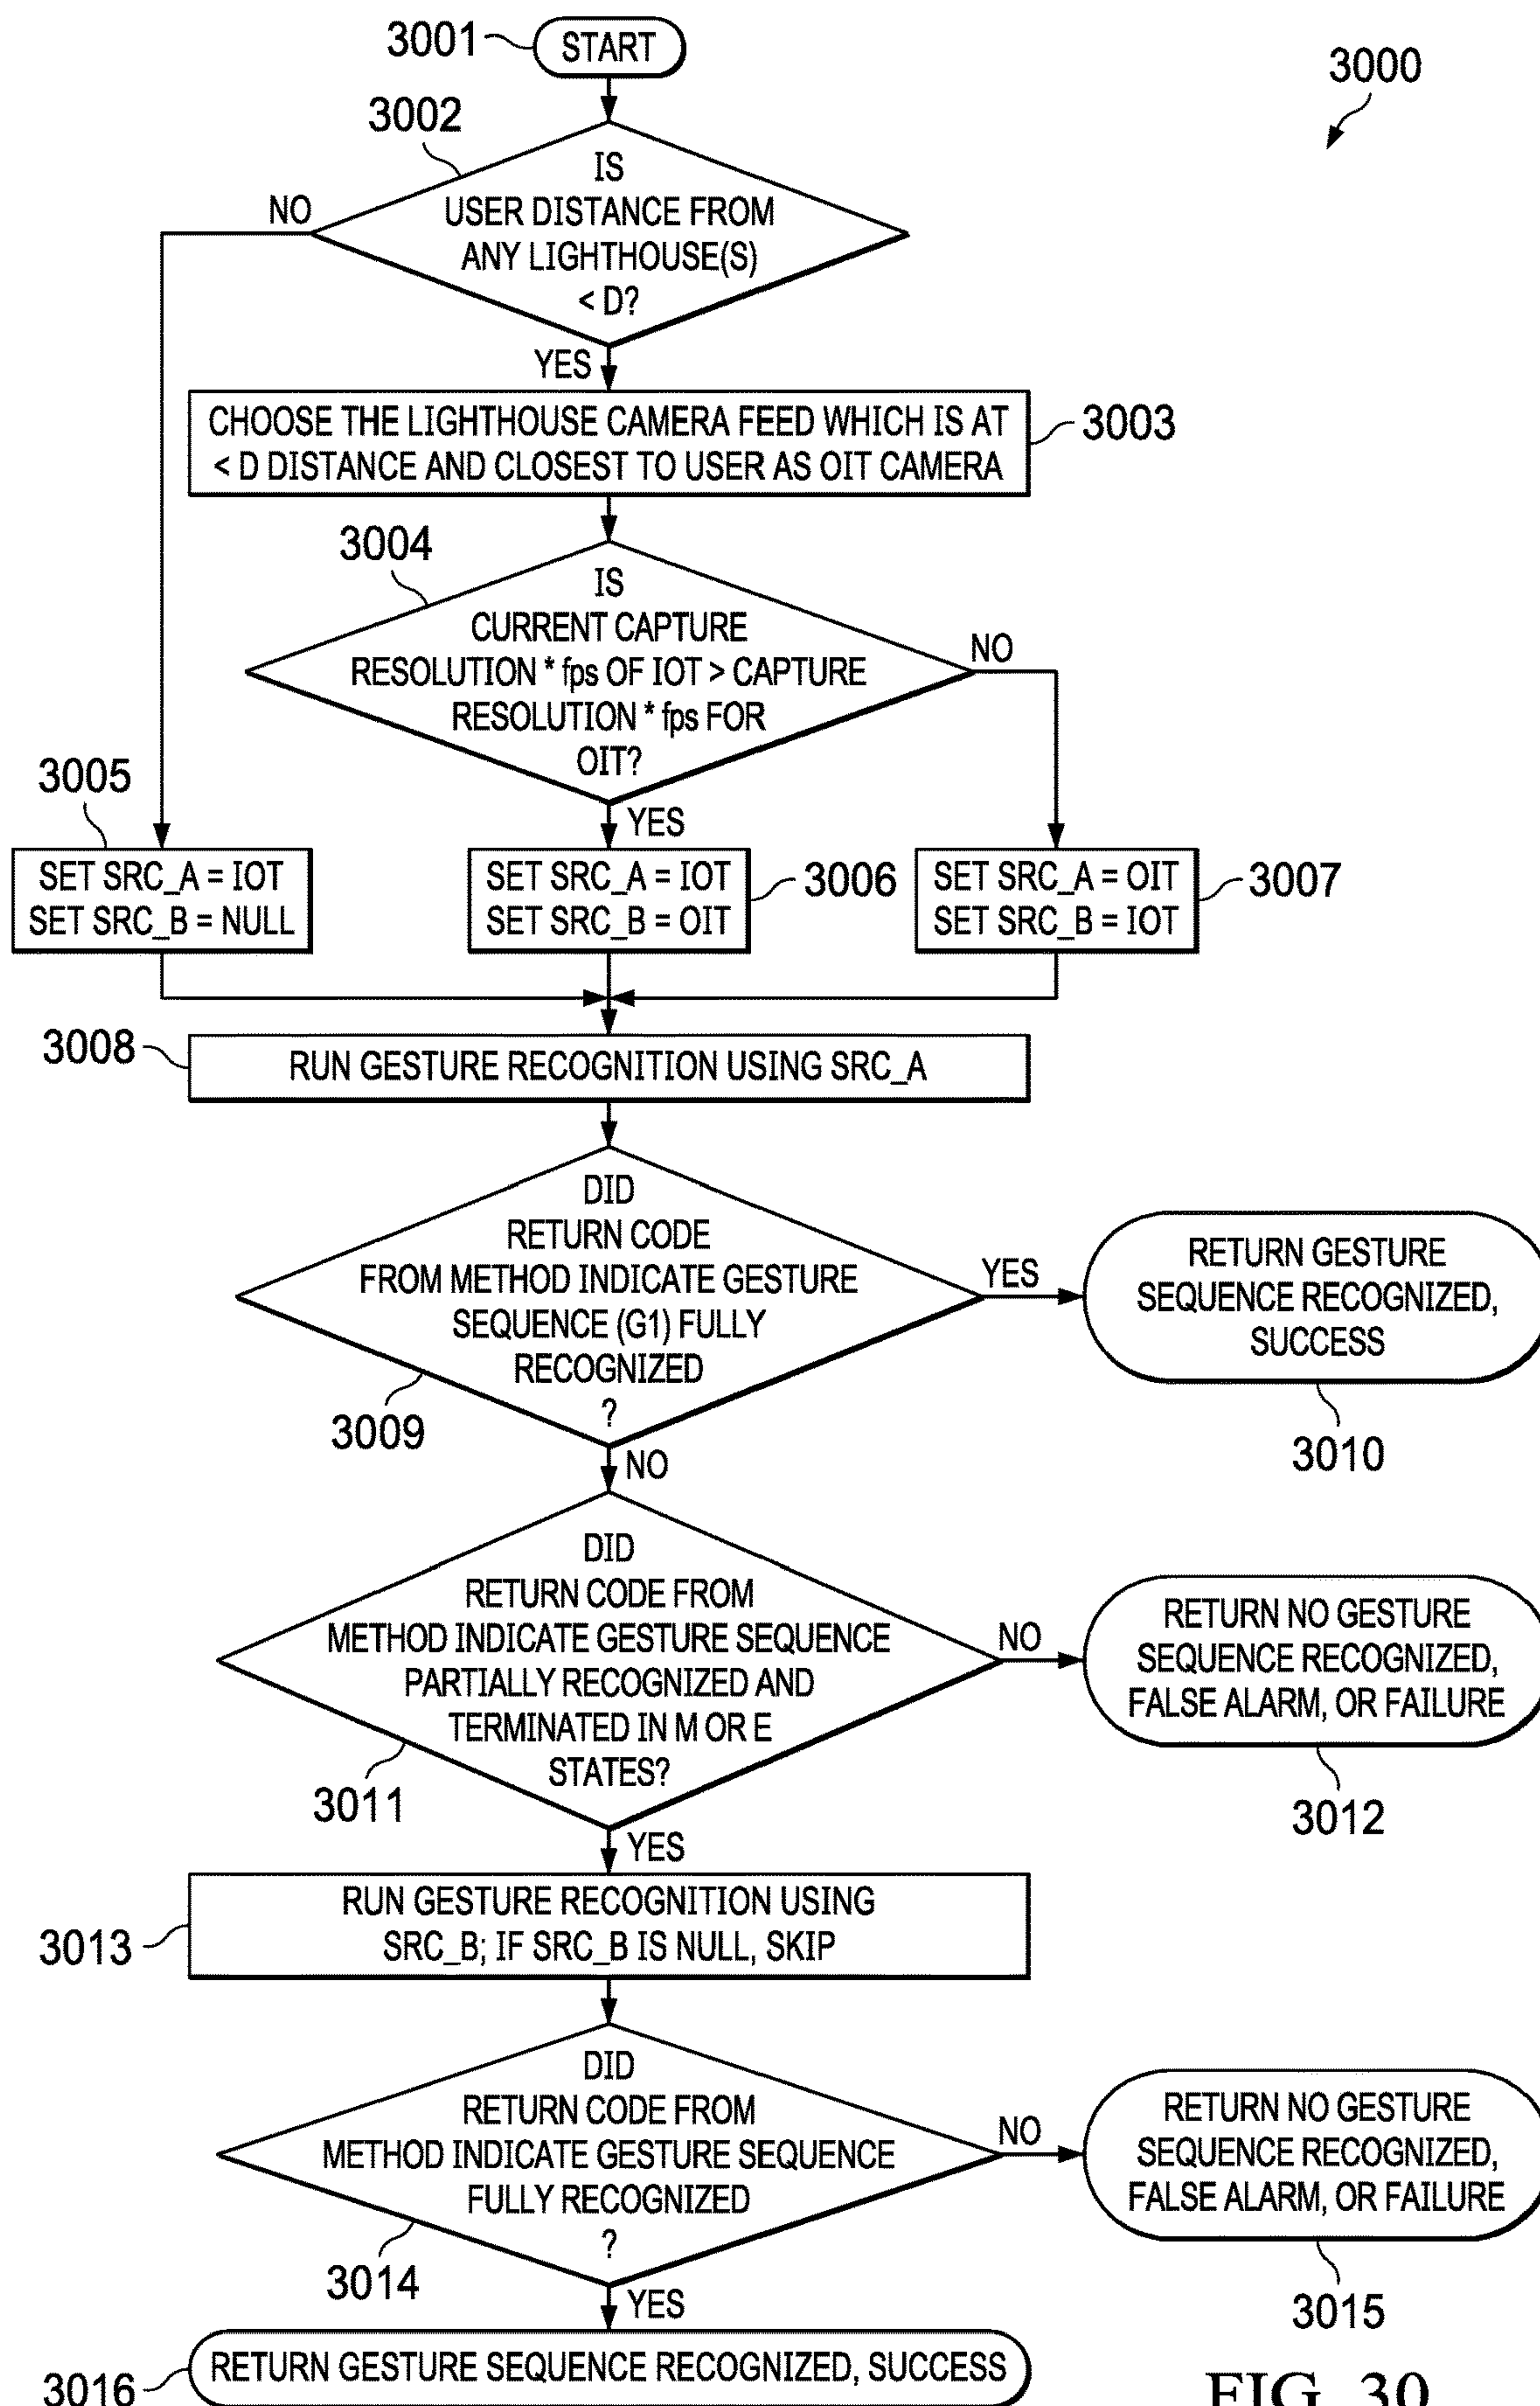 3001
START
3000
3002
IS
USER DISTANCE FROM
ANY LIGHTHOUSE(S)
< D?
NO
YES
CHOOSE THE LIGHTHOUSE CAMERA FEED WHICH IS AT
< D DISTANCE AND CLOSEST TO USER AS OIT CAMERA
3003
3004
IS
CURRENT CAPTURE
RESOLUTION * fps OF IOT > CAPTURE
RESOLUTION * fps FOR
OIT?
NO
YES
3005
SET SRC_A = IOT
SET SRC_B = NULL
SET SRC_A = IOT
SET SRC_B = OIT
3006
SET SRC_A = OIT
SET SRC_B = IOT
3007
3008
RUN GESTURE RECOGNITION USING SRC_A
DID
RETURN CODE
FROM METHOD INDICATE GESTURE
SEQUENCE (G1) FULLY
RECOGNIZED
?
3009
YES
RETURN GESTURE
SEQUENCE RECOGNIZED,
SUCCESS
3010
NO
DID
RETURN CODE FROM
METHOD INDICATE GESTURE SEQUENCE
PARTIALLY RECOGNIZED AND
TERMINATED IN M OR E
STATES?
3011
NO
RETURN NO GESTURE
SEQUENCE RECOGNIZED,
FALSE ALARM, OR FAILURE
3012
YES
RUN GESTURE RECOGNITION USING
SRC_B; IF SRC_B IS NULL, SKIP
3013
DID
RETURN CODE FROM
METHOD INDICATE GESTURE SEQUENCE
FULLY RECOGNIZED
?
3014
NO
RETURN NO GESTURE
SEQUENCE RECOGNIZED,
FALSE ALARM, OR FAILURE
3015
YES
RETURN GESTURE SEQUENCE RECOGNIZED, SUCCESS
3016
FIG. 30